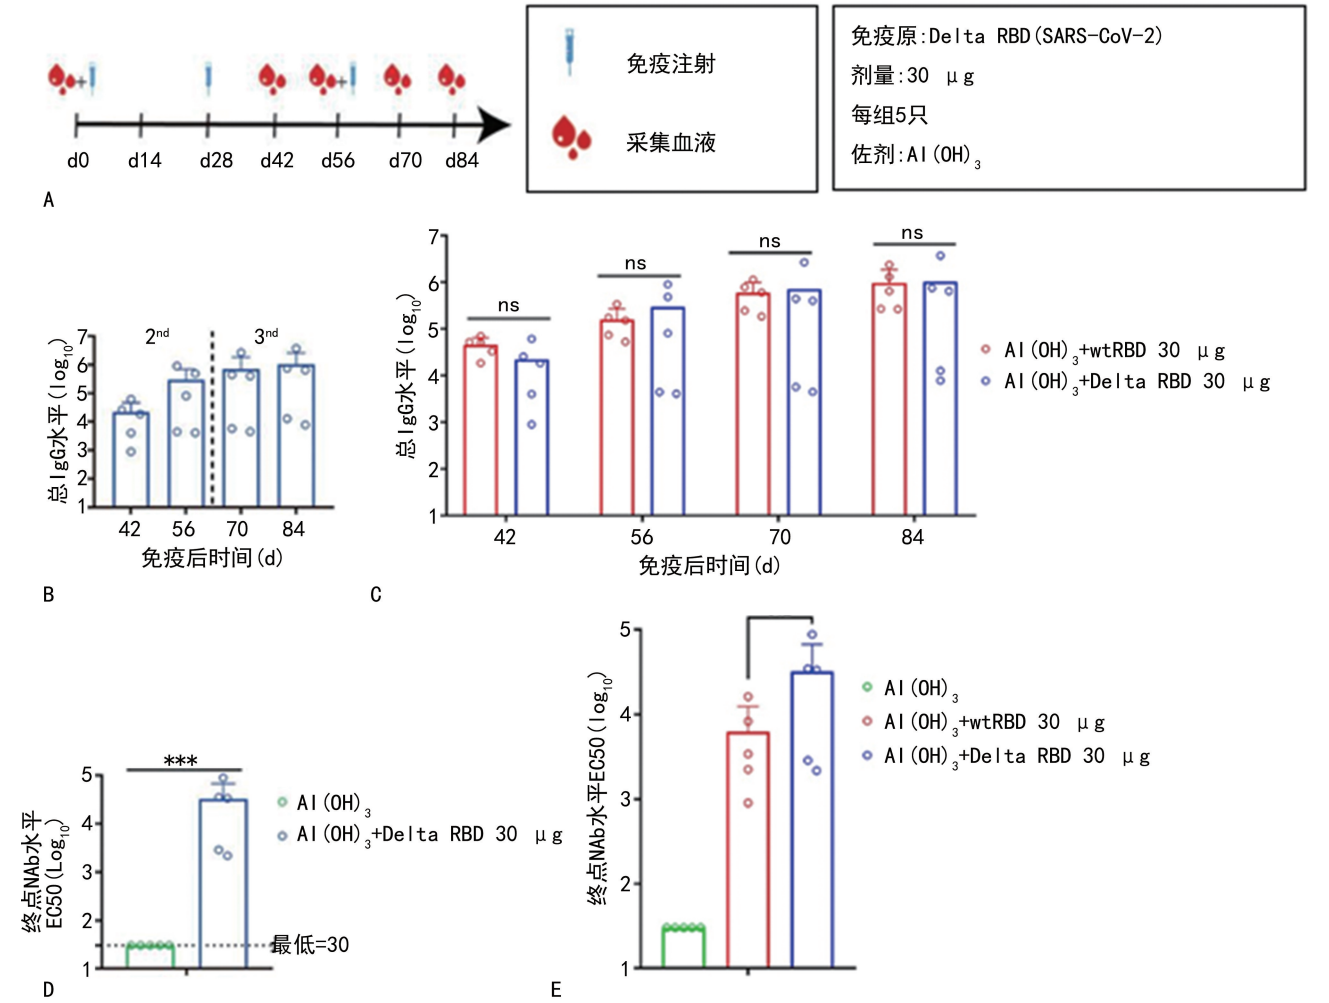 免疫注射
采集血液
免疫原:Delta RBD(SARS-CoV-2)
剂量:30 μg
每组5只
佐剂:Al(OH)3
d0 d14 d28 d42 d56 d70 d84
A
总IgG水平(log10)
7
6
5
4
3
2
1
2nd 3rd
42 56 70 84
免疫后时间(d)
B
总IgG水平(log10)
7
6
5
4
3
2
1
ns ns ns ns
42 56 70 84
免疫后时间(d)
Al(OH)3+wtRBD 30 μg
Al(OH)3+Delta RBD 30 μg
C
终点NAb水平
EC50(Log10)
5
4
3
2
1
***
Al(OH)3
Al(OH)3+Delta RBD 30 μg
最低=30
D
终点NAb水平EC50(log10)
5
4
3
2
1
Al(OH)3
Al(OH)3+wtRBD 30 μg
Al(OH)3+Delta RBD 30 μg
E